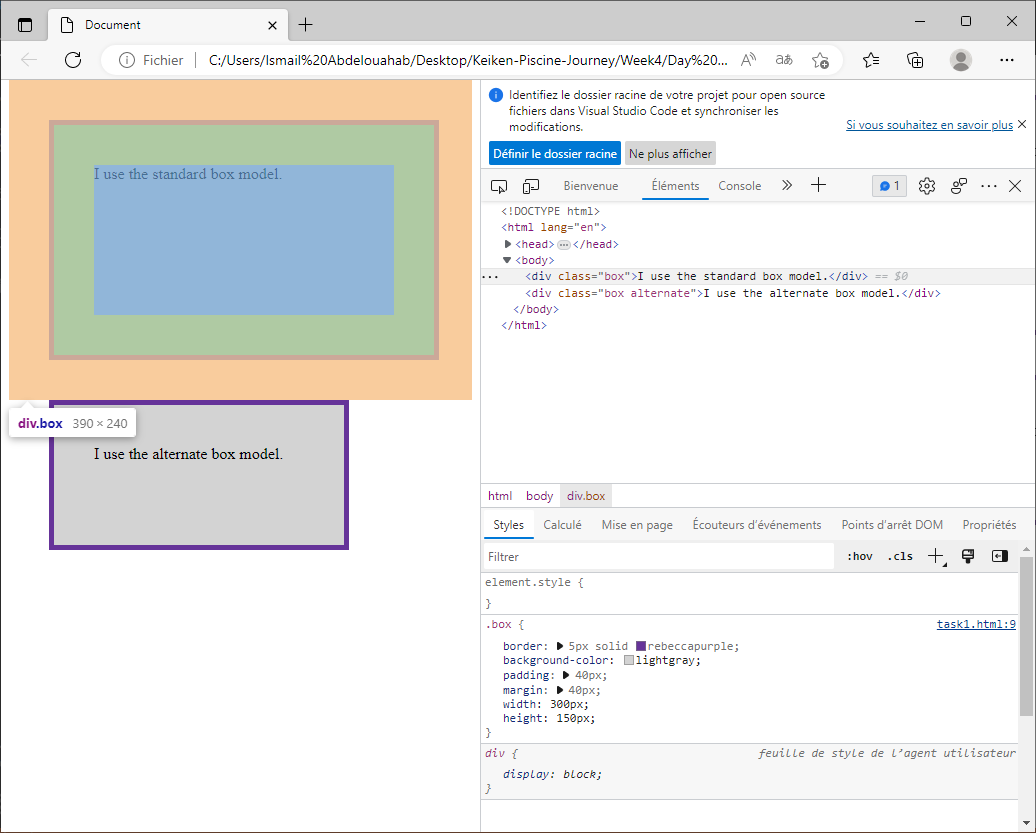 Document
Fichier
C:/Users/Ismail%20Abdelouahab/Desktop/Keiken-Piscine-Journey/Week4/Day%20...
I use the standard box model.
div.box 390 × 240
I use the alternate box model.
Identifiez le dossier racine de votre projet pour open source
fichiers dans Visual Studio Code et synchroniser les
modifications.
Si vous souhaitez en savoir plus
Définir le dossier racine
Ne plus afficher
Bienvenue
Éléments
Console
1
<!DOCTYPE html>
<html lang="en">
<head>…</head>
<body>
<div class="box">I use the standard box model.</div> == $0
<div class="box alternate">I use the alternate box model.</div>
</body>
</html>
html body div.box
Styles Calculé Mise en page Écouteurs d'événements Points d'arrêt DOM Propriétés
Filtrer
:hov .cls
element.style {
}
.box { task1.html:9
border: 5px solid rebeccapurple;
background-color: lightgray;
padding: 40px;
margin: 40px;
width: 300px;
height: 150px;
}
div { feuille de style de l'agent utilisateur
display: block;
}